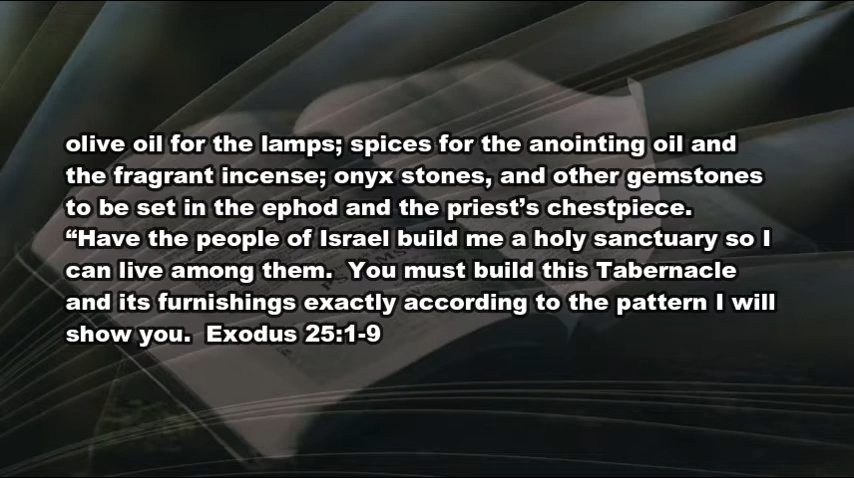 olive oil for the lamps; spices for the anointing oil and
the fragrant incense; onyx stones, and other gemstones
to be set in the ephod and the priest’s chestpiece.
“Have the people of Israel build me a holy sanctuary so I
can live among them.  You must build this Tabernacle
and its furnishings exactly according to the pattern I will
show you.  Exodus 25:1-9
PSALMS